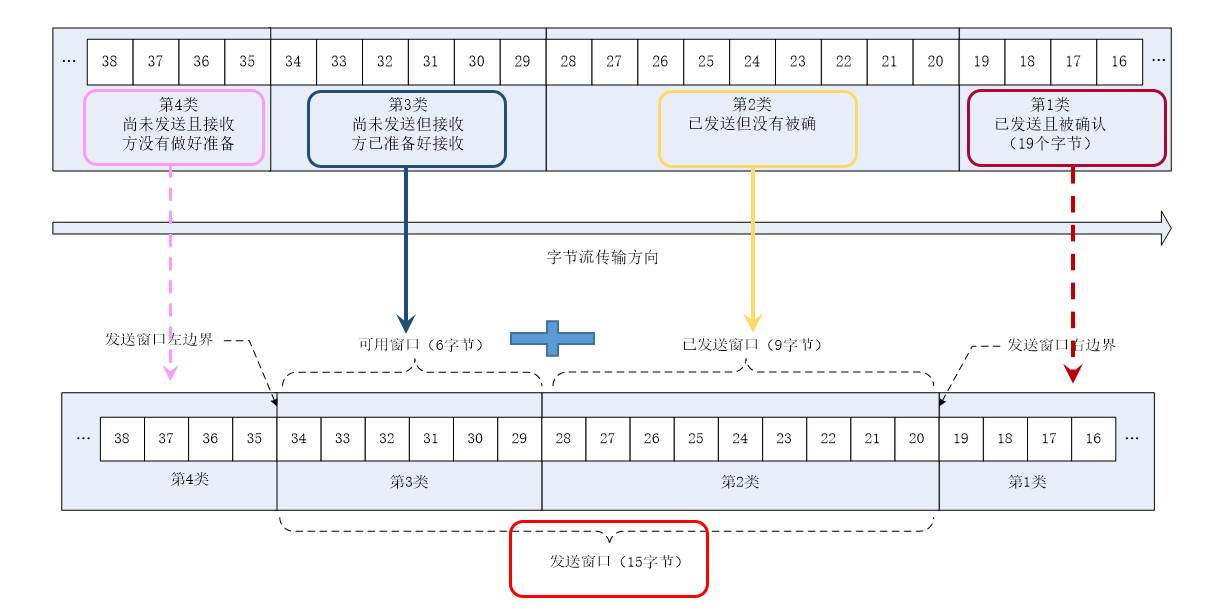 … 38 37 36 35 34 33 32 31 30 29 28 27 26 25 24 23 22 21 20 19 18 17 16 …
第4类
尚未发送且接收
方没有做好准备
第3类
尚未发送但接收
方已准备好接收
第2类
已发送但没有被确
第1类
已发送且被确认
（19个字节）
字节流传输方向
发送窗口左边界
可用窗口（6字节）
已发送窗口（9字节）
发送窗口右边界
… 38 37 36 35 34 33 32 31 30 29 28 27 26 25 24 23 22 21 20 19 18 17 16 …
第4类
第3类
第2类
第1类
发送窗口（15字节）